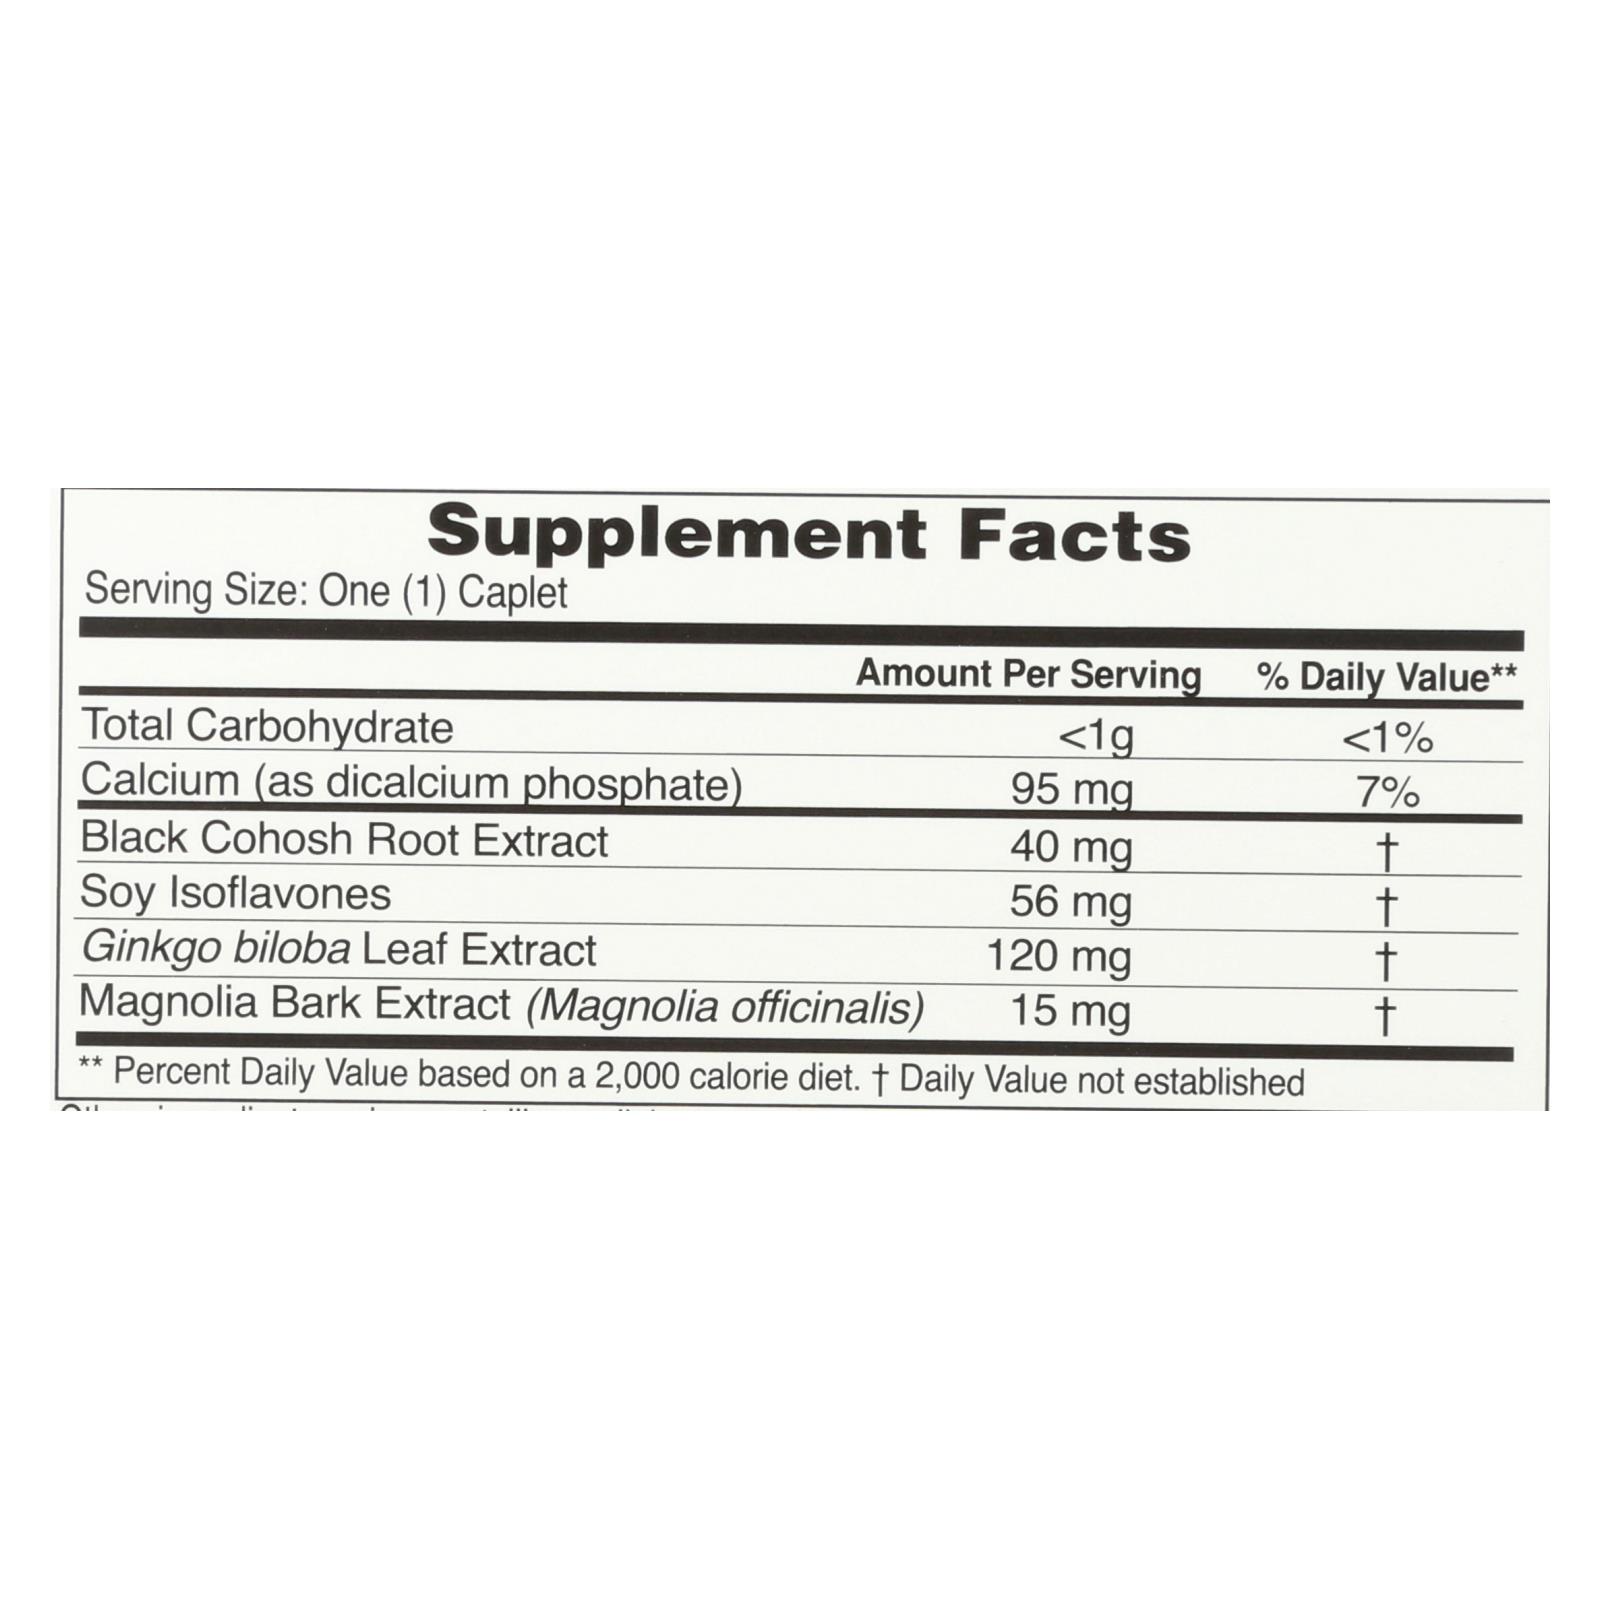 Supplement Facts
Serving Size: One (1) Caplet
Amount Per Serving % Daily Value**
Total Carbohydrate <1g <1%
Calcium (as dicalcium phosphate) 95 mg 7%
Black Cohosh Root Extract 40 mg †
Soy Isoflavones 56 mg †
Ginkgo biloba Leaf Extract 120 mg †
Magnolia Bark Extract (Magnolia officinalis) 15 mg †
** Percent Daily Value based on a 2,000 calorie diet. † Daily Value not established